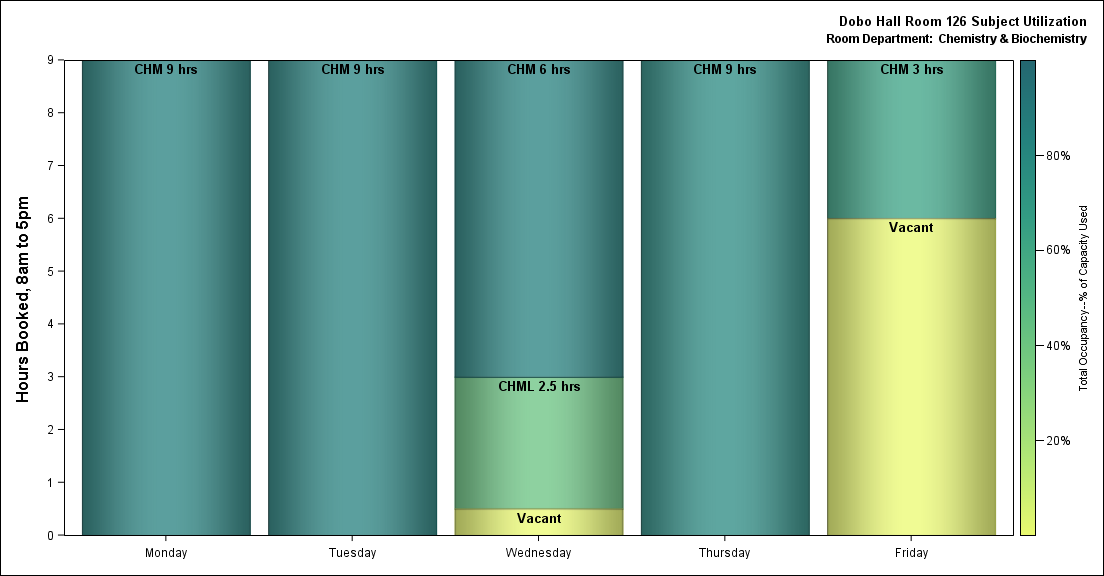 Dobo Hall Room 126 Subject Utilization
Room Department: Chemistry & Biochemistry
Hours Booked, 8am to 5pm
9
8
7
6
5
4
3
2
1
0
CHM 9 hrs
CHM 9 hrs
CHM 6 hrs
CHML 2.5 hrs
Vacant
CHM 9 hrs
CHM 3 hrs
Vacant
Monday
Tuesday
Wednesday
Thursday
Friday
80%
60%
40%
20%
Total Occupancy--% of Capacity Used